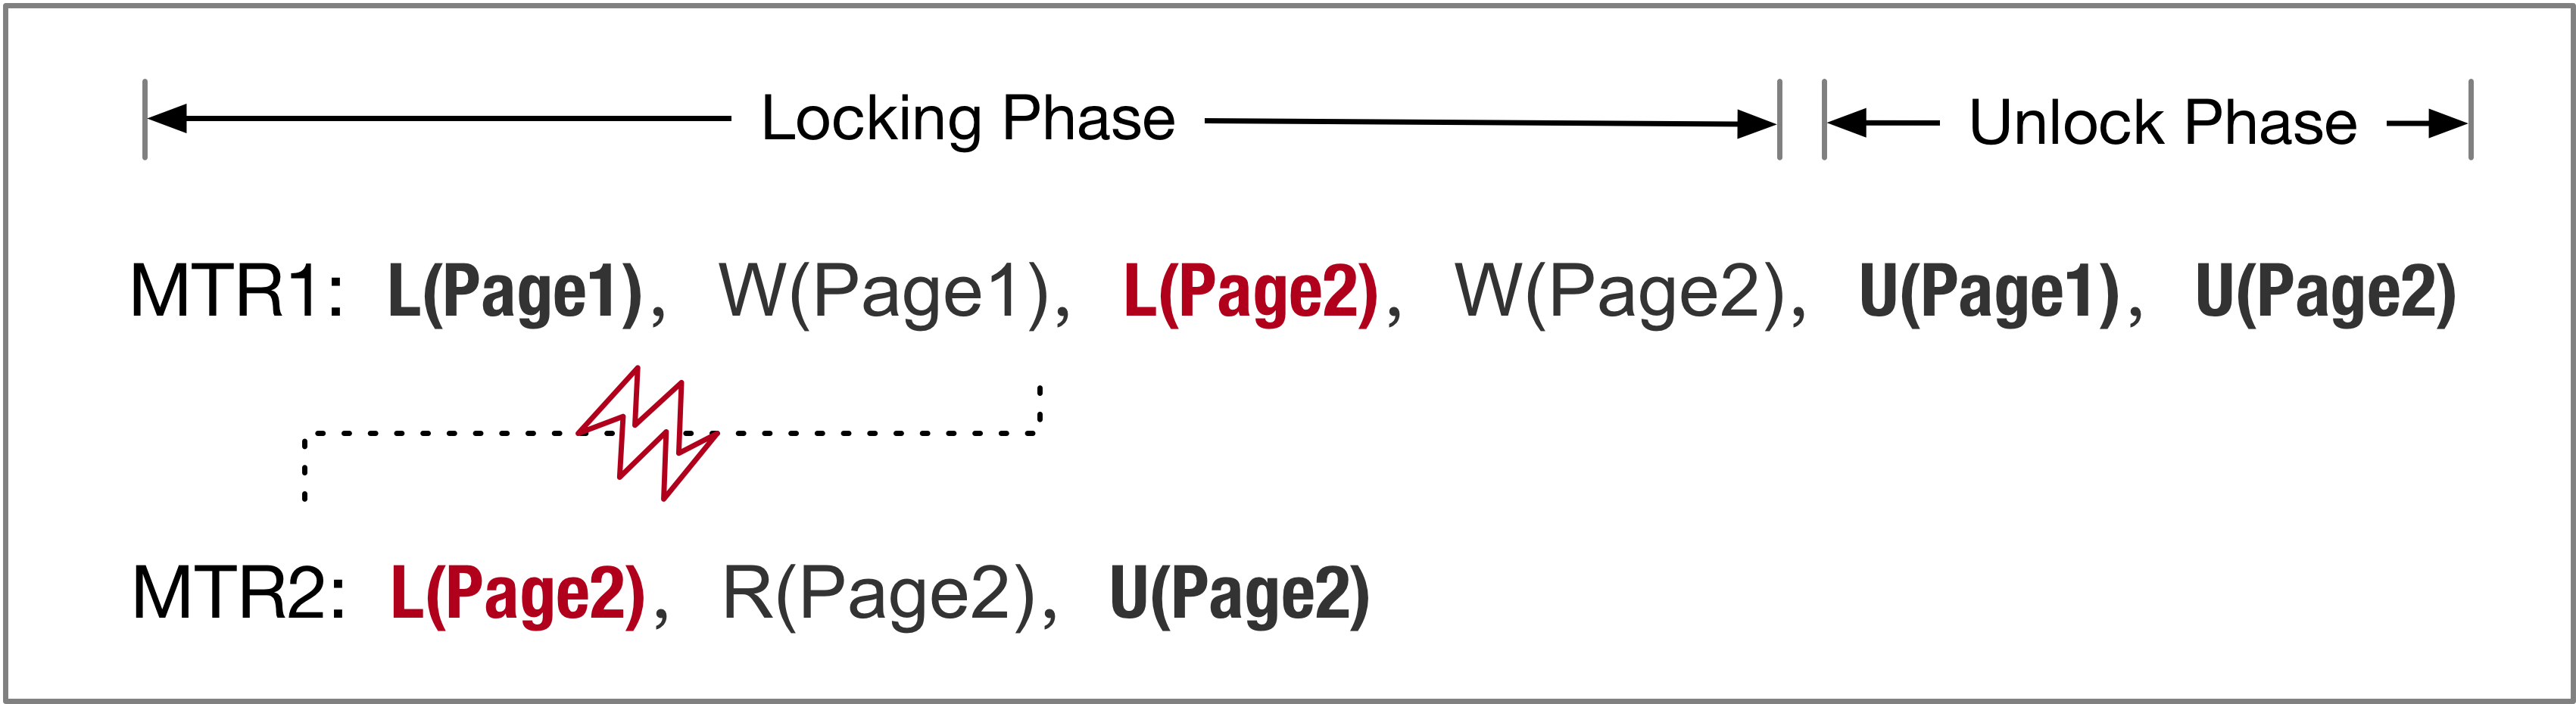 Locking Phase Unlock Phase
MTR1: L(Page1), W(Page1), L(Page2), W(Page2), U(Page1), U(Page2)
MTR2: L(Page2), R(Page2), U(Page2)